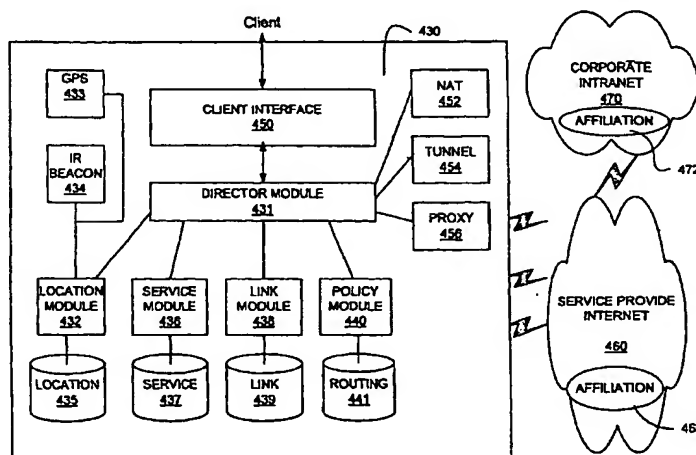 Client
430
GPS
433
CLIENT INTERFACE
450
NAT
452
CORPORATE
INTRANET
470
AFFILIATION
472
IR
BEACON
434
TUNNEL
454
DIRECTOR MODULE
431
PROXY
456
LOCATION
MODULE
432
SERVICE
MODULE
436
LINK
MODULE
438
POLICY
MODULE
440
SERVICE PROVIDE
INTERNET
460
LOCATION
435
SERVICE
437
LINK
439
ROUTING
441
AFFILIATION